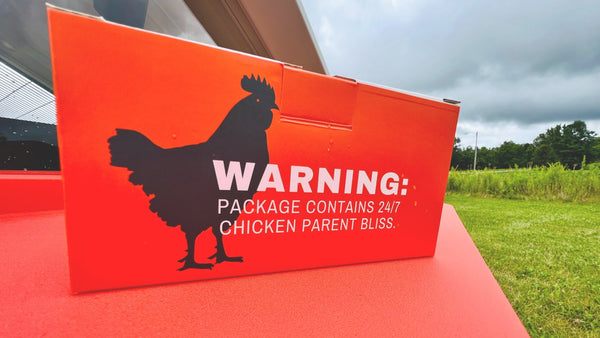 WARNING:
PACKAGE CONTAINS 24/7
CHICKEN PARENT BLISS.